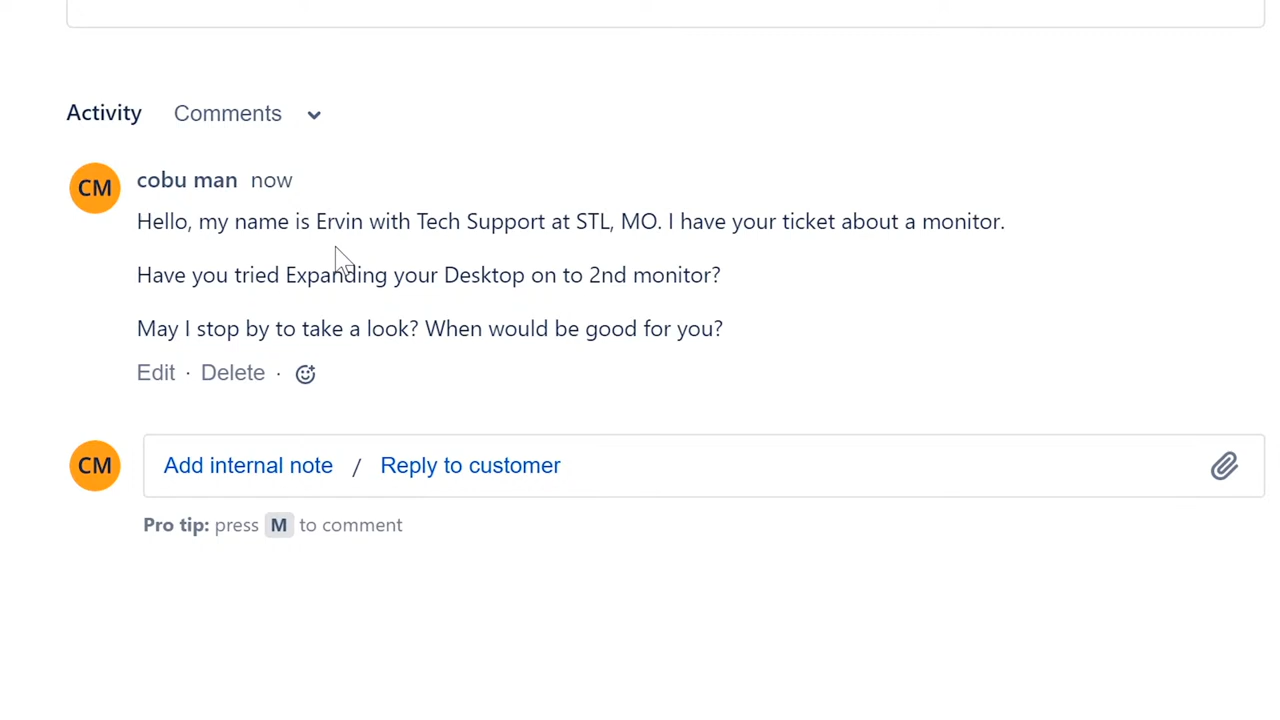 Activity Comments
CM
cobu man now
Hello, my name is Ervin with Tech Support at STL, MO. I have your ticket about a monitor.
Have you tried Expanding your Desktop on to 2nd monitor?
May I stop by to take a look? When would be good for you?
Edit · Delete ·
CM
Add internal note / Reply to customer
Pro tip: press M to comment